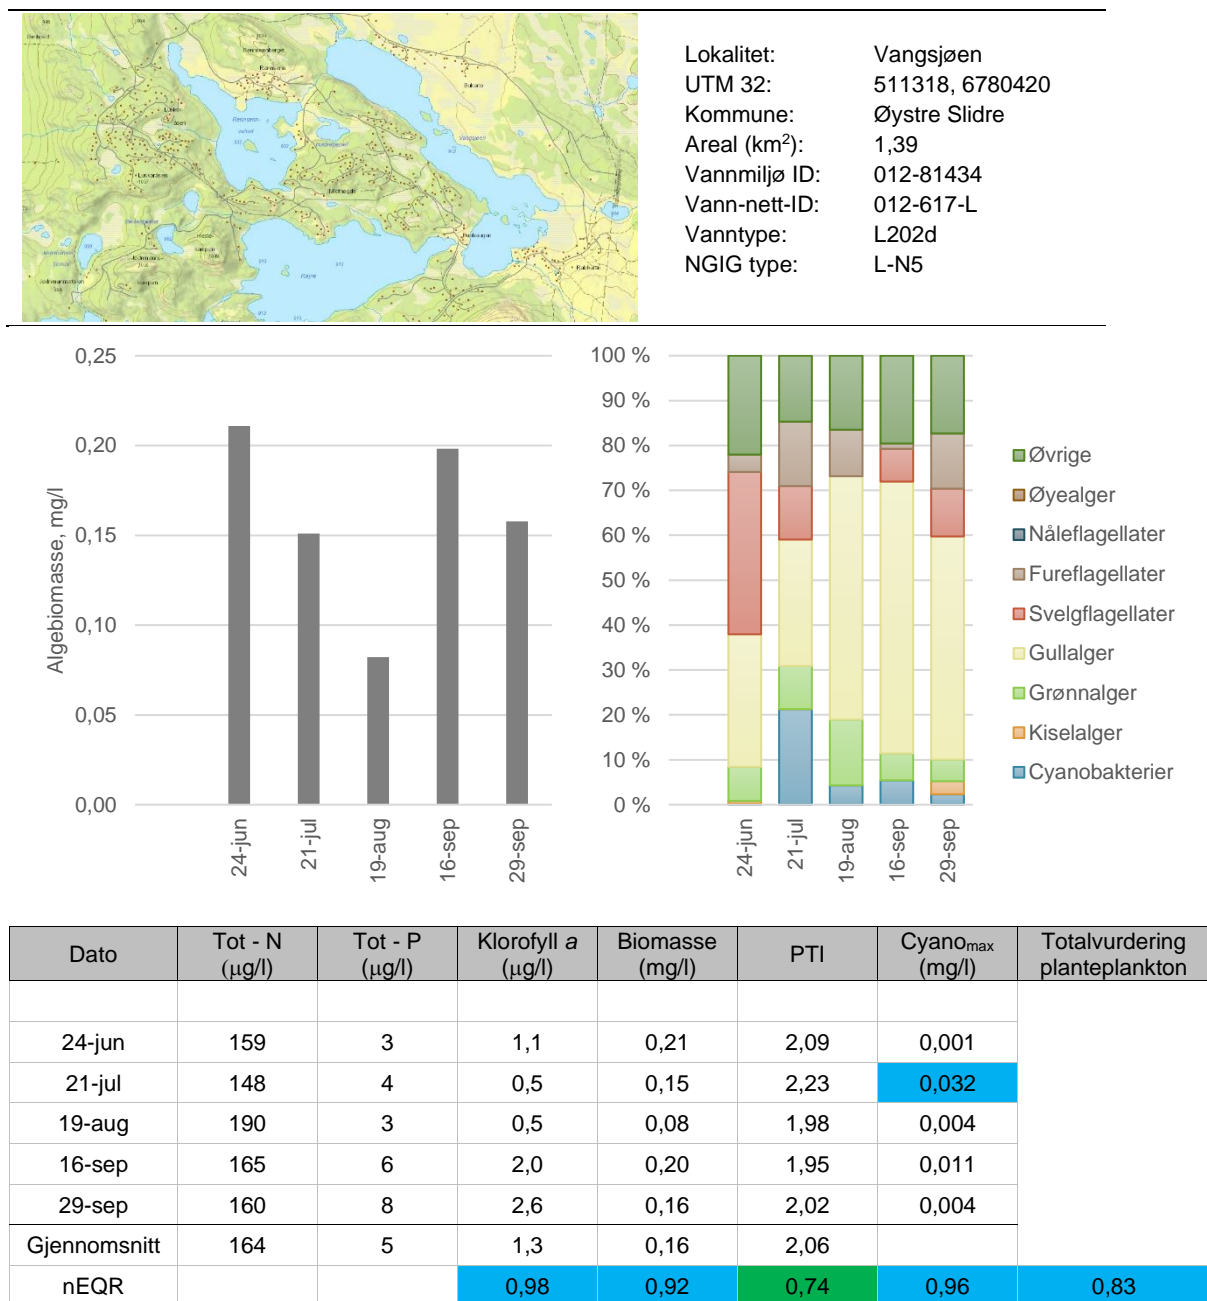 Lokalitet: Vangsjøen
UTM 32: 511318, 6780420
Kommune: Øystre Slidre
Areal (km²): 1,39
Vannmiljø ID: 012-81434
Vann-nett-ID: 012-617-L
Vanntype: L202d
NGIG type: L-N5
Algebiomasse, mg/l
0,25
0,20
0,15
0,10
0,05
0,00
24-jun
21-jul
19-aug
16-sep
29-sep
100 %
90 %
80 %
70 %
60 %
50 %
40 %
30 %
20 %
10 %
0 %
24-jun
21-jul
19-aug
16-sep
29-sep
Øvrige
Øyealger
Nåleflagellater
Fureflagellater
Svelgflagellater
Gullalger
Grønnalger
Kiselalger
Cyanobakterier
Dato Tot - N (µg/l) Tot - P (µg/l) Klorofyll a (µg/l) Biomasse (mg/l) PTI Cyanomax (mg/l) Totalvurdering planteplankton
24-jun 159 3 1,1 0,21 2,09 0,001
21-jul 148 4 0,5 0,15 2,23 0,032
19-aug 190 3 0,5 0,08 1,98 0,004
16-sep 165 6 2,0 0,20 1,95 0,011
29-sep 160 8 2,6 0,16 2,02 0,004
Gjennomsnitt 164 5 1,3 0,16 2,06
nEQR 0,98 0,92 0,74 0,96 0,83